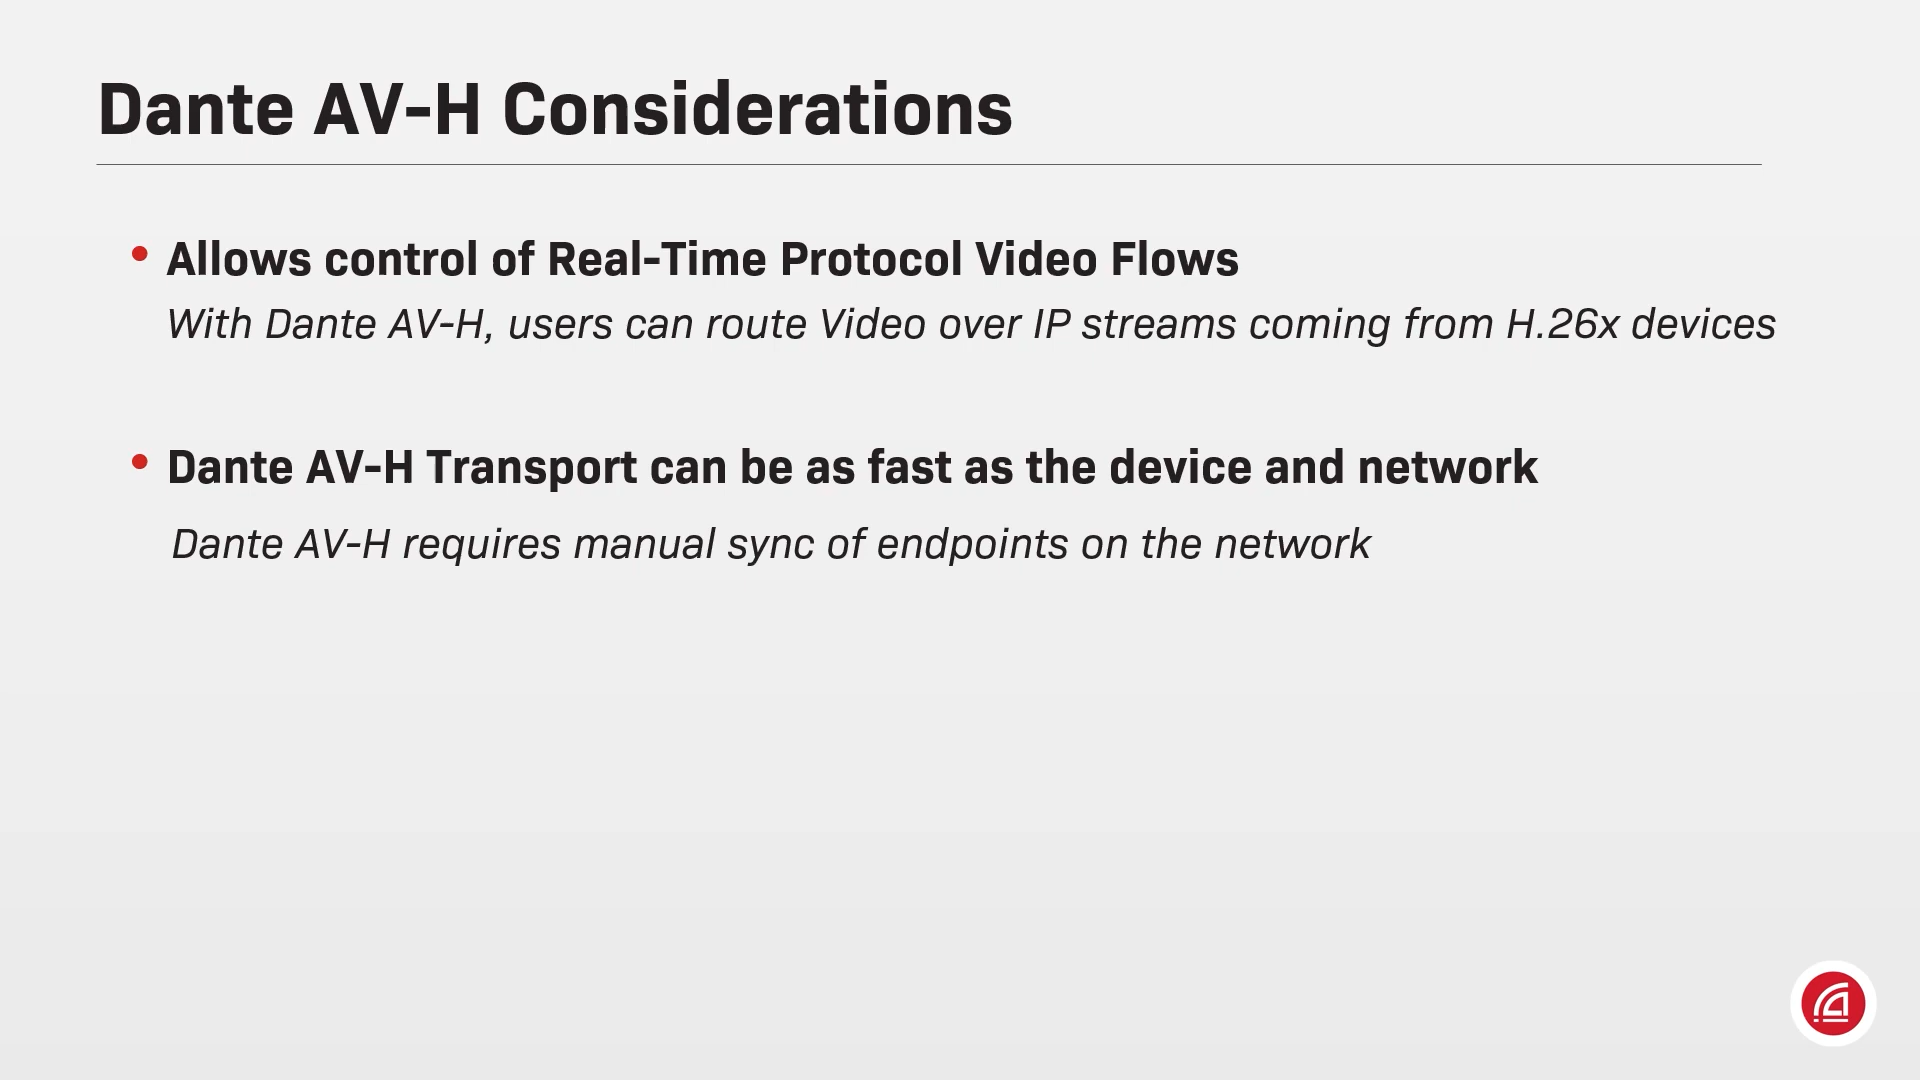 Dante AV-H Considerations
• Allows control of Real-Time Protocol Video Flows
With Dante AV-H, users can route Video over IP streams coming from H.26x devices
• Dante AV-H Transport can be as fast as the device and network
Dante AV-H requires manual sync of endpoints on the network